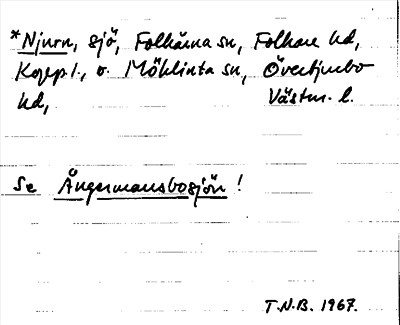 *Njurn, sjö, Folkärna sn, Folkare hd,
Kopp. l., o. Möklinta sn, Övertjurbo
hd, Västm. l.
Se Ångermansbosjön!
T.N.B. 1967.